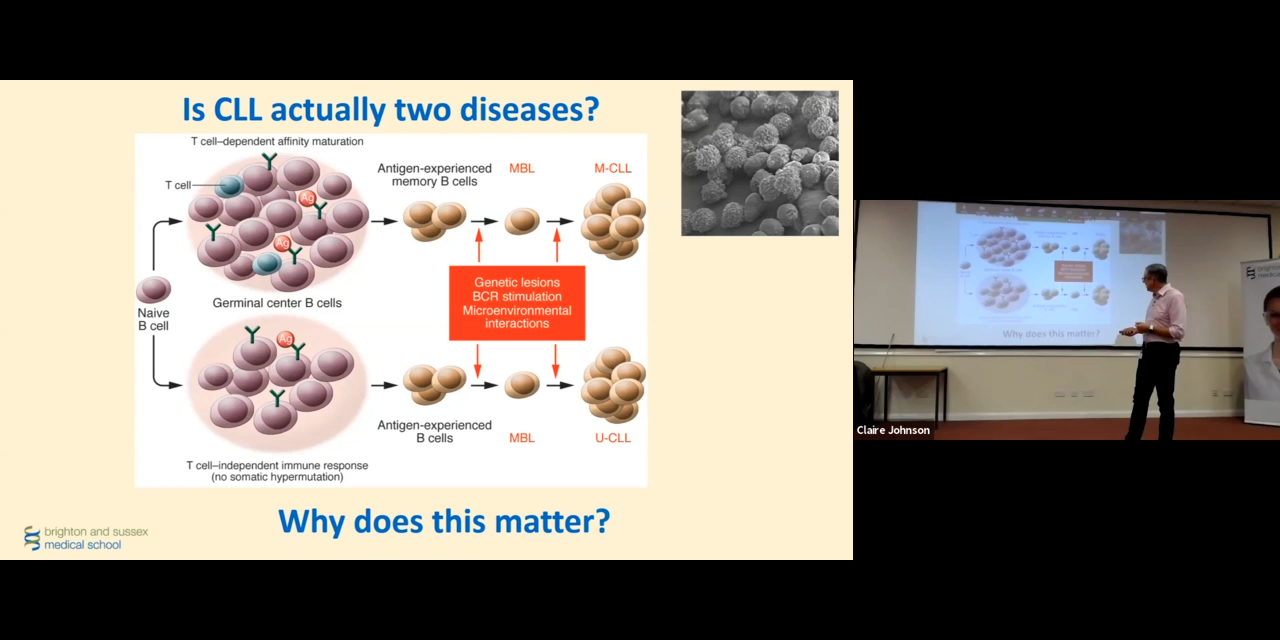 Is CLL actually two diseases?
T cell–dependent affinity maturation
T cell
Ag
Ag
Germinal center B cells
Naive
B cell
Antigen-experienced
memory B cells
MBL
M-CLL
Genetic lesions
BCR stimulation
Microenvironmental
interactions
Ag
T cell–independent immune response
(no somatic hypermutation)
Antigen-experienced
B cells
MBL
U-CLL
Why does this matter?
brighton and sussex
medical school
Why does this matter?
brighton
medical
Claire Johnson